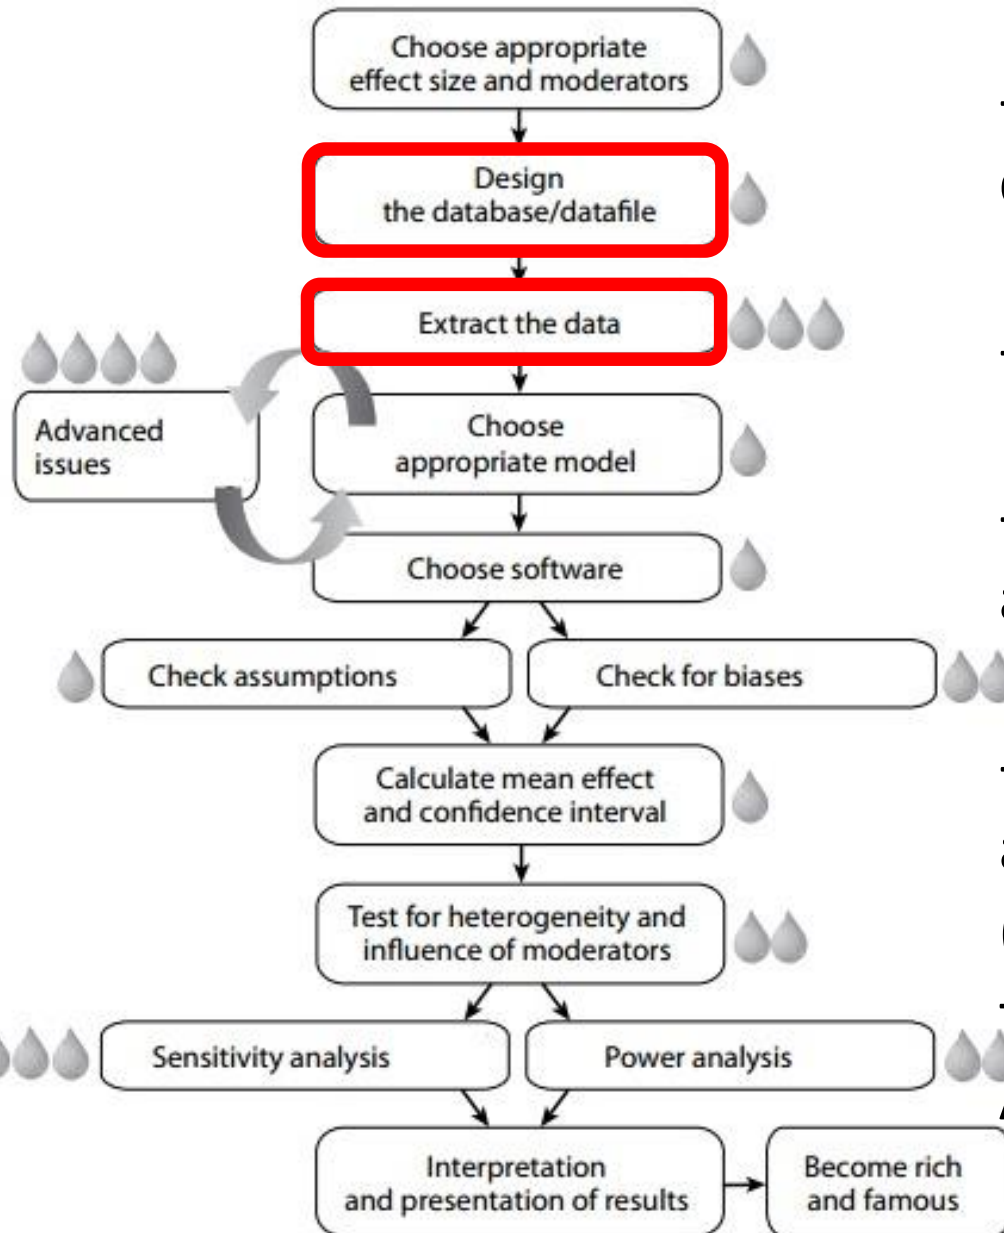 Choose appropriate
effect size and moderators
Design
the database/datafile
Extract the data
Advanced
issues
Choose
appropriate model
Choose software
Check assumptions
Check for biases
Calculate mean effect
and confidence interval
Test for heterogeneity and
influence of moderators
Sensitivity analysis
Power analysis
Interpretation
and presentation of results
Become rich
and famous